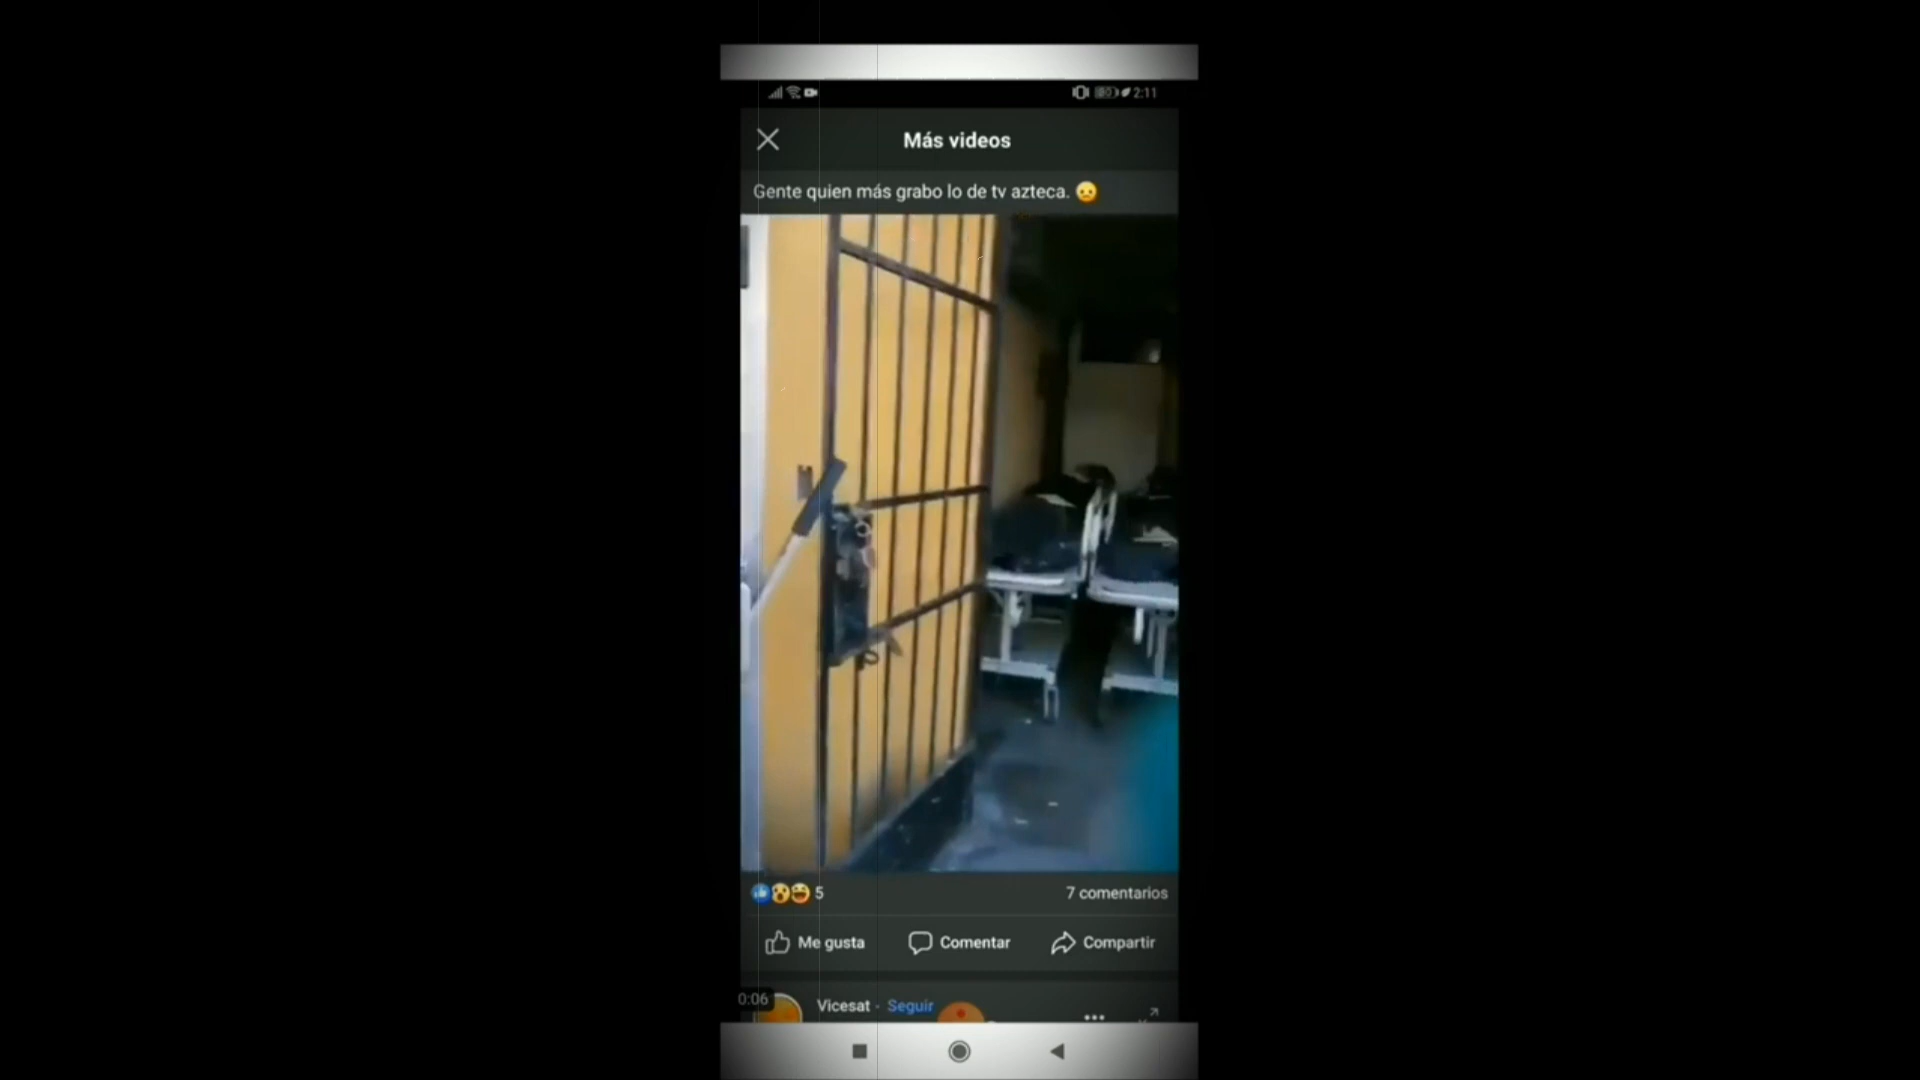 2:11
Más videos
Gente quien más grabo lo de tv azteca. 😞
5
7 comentarios
Me gusta
Comentar
Compartir
0:06
Vicesat · Seguir